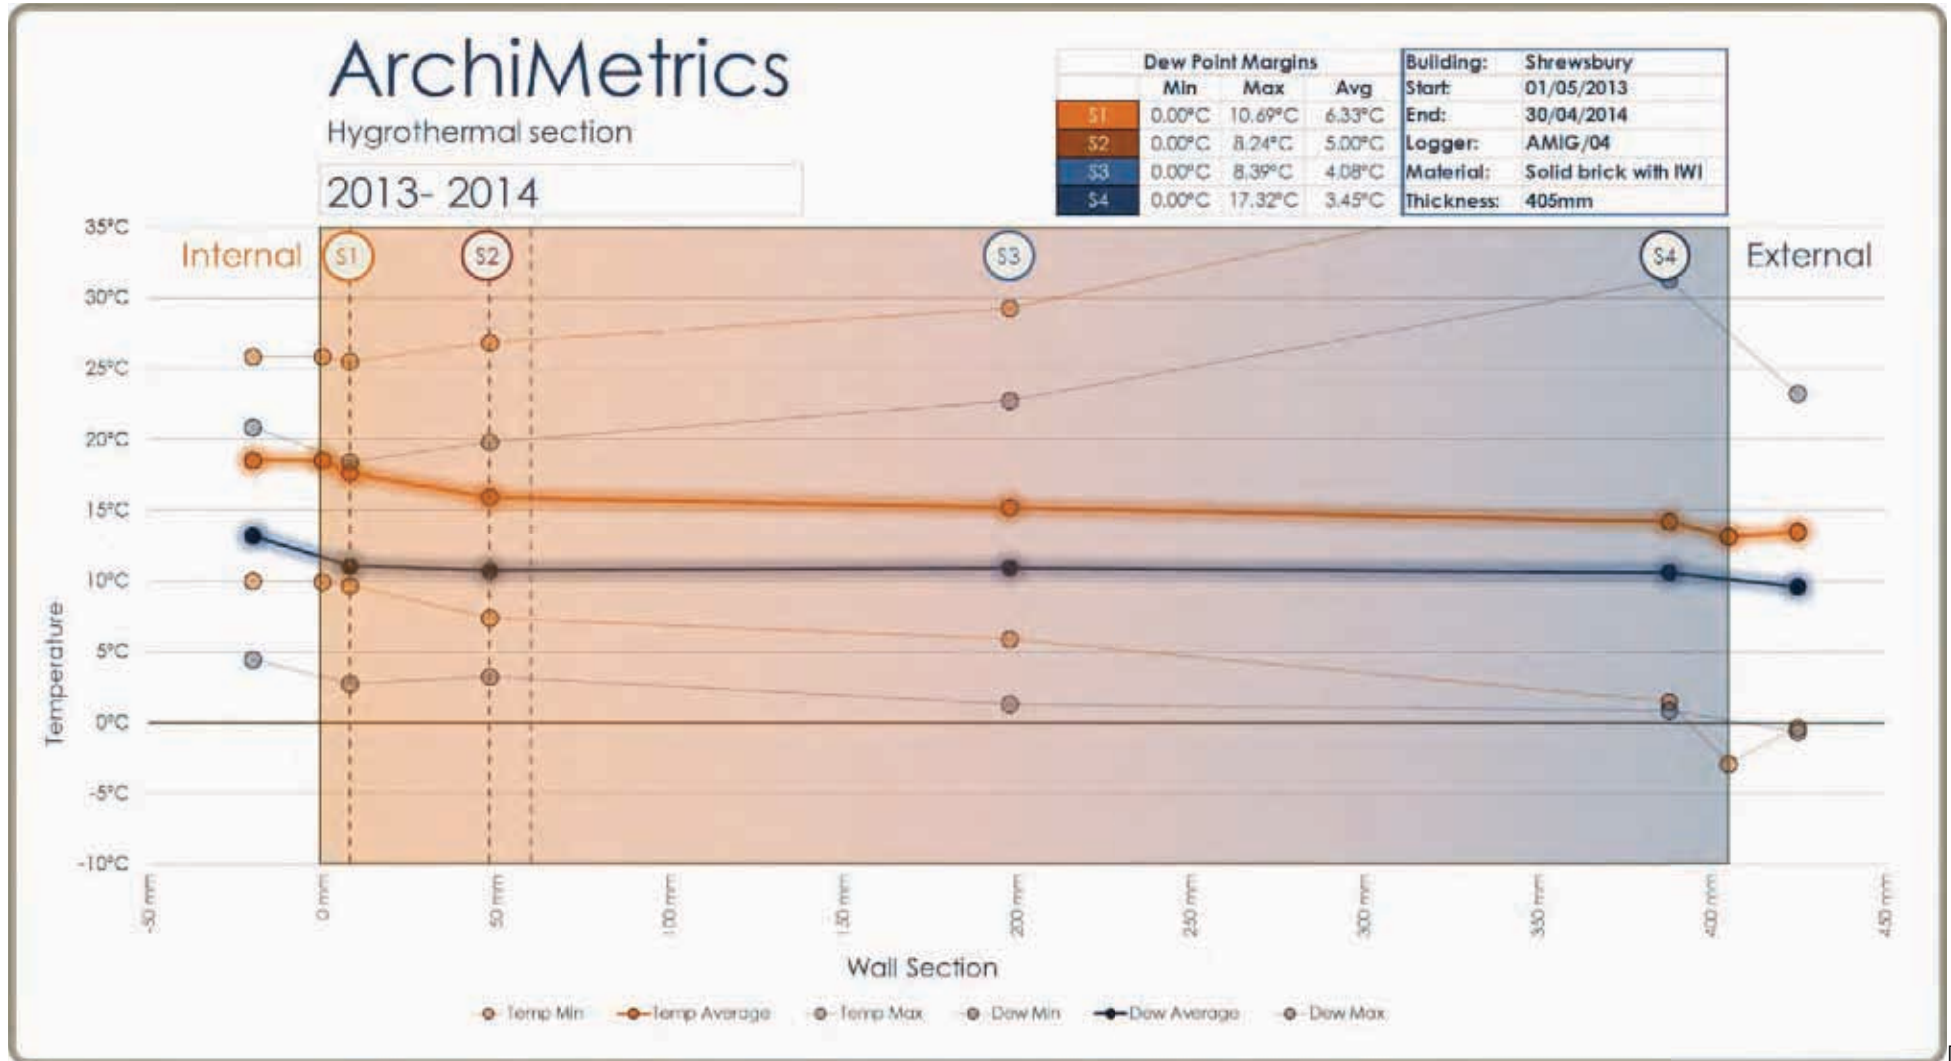 ArchiMetrics
Hygrothermal section
2013- 2014
Dew Point Margins
Min Max Avg
S1 0.00°C 10.69°C 6.33°C
S2 0.00°C 8.24°C 5.00°C
S3 0.00°C 8.39°C 4.08°C
S4 0.00°C 17.32°C 3.45°C
Building: Shrewsbury
Start: 01/05/2013
End: 30/04/2014
Logger: AMIG/04
Material: Solid brick with IWI
Thickness: 405mm
35°C
30°C
25°C
20°C
15°C
10°C
5°C
0°C
-5°C
-10°C
Temperature
Internal
S1
S2
S3
S4
External
-50 mm
0 mm
50 mm
100 mm
150 mm
200 mm
250 mm
300 mm
350 mm
400 mm
450 mm
Wall Section
Temp Min Temp Average Temp Max Dew Min Dew Average Dew Max